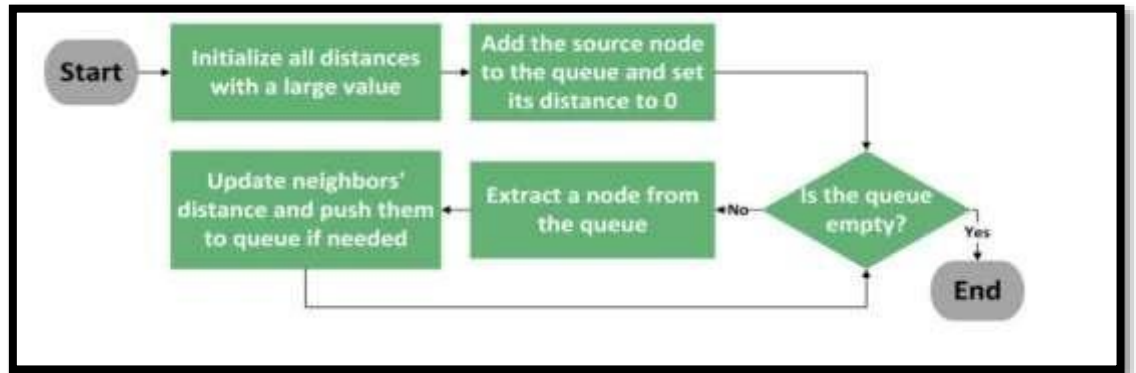 Start
Initialize all distances
with a large value
Add the source node
to the queue and set
its distance to 0
Is the queue
empty?
No
Extract a node from
the queue
Update neighbors'
distance and push them
to queue if needed
Yes
End